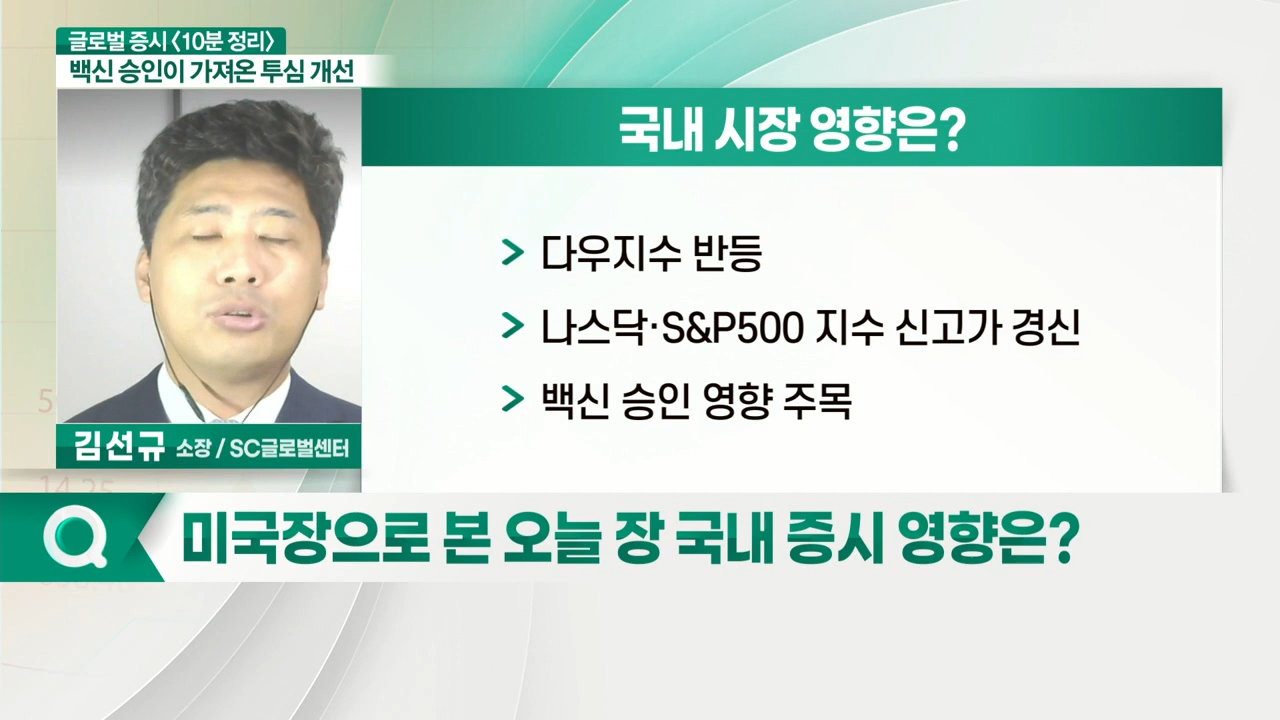 글로벌 증시 <10분 정리>
백신 승인이 가져온 투심 개선
국내 시장 영향은?
> 다우지수 반등
> 나스닥·S&P500 지수 신고가 경신
> 백신 승인 영향 주목
김선규 소장 / SC글로벌센터
Q 미국장으로 본 오늘 장 국내 증시 영향은?